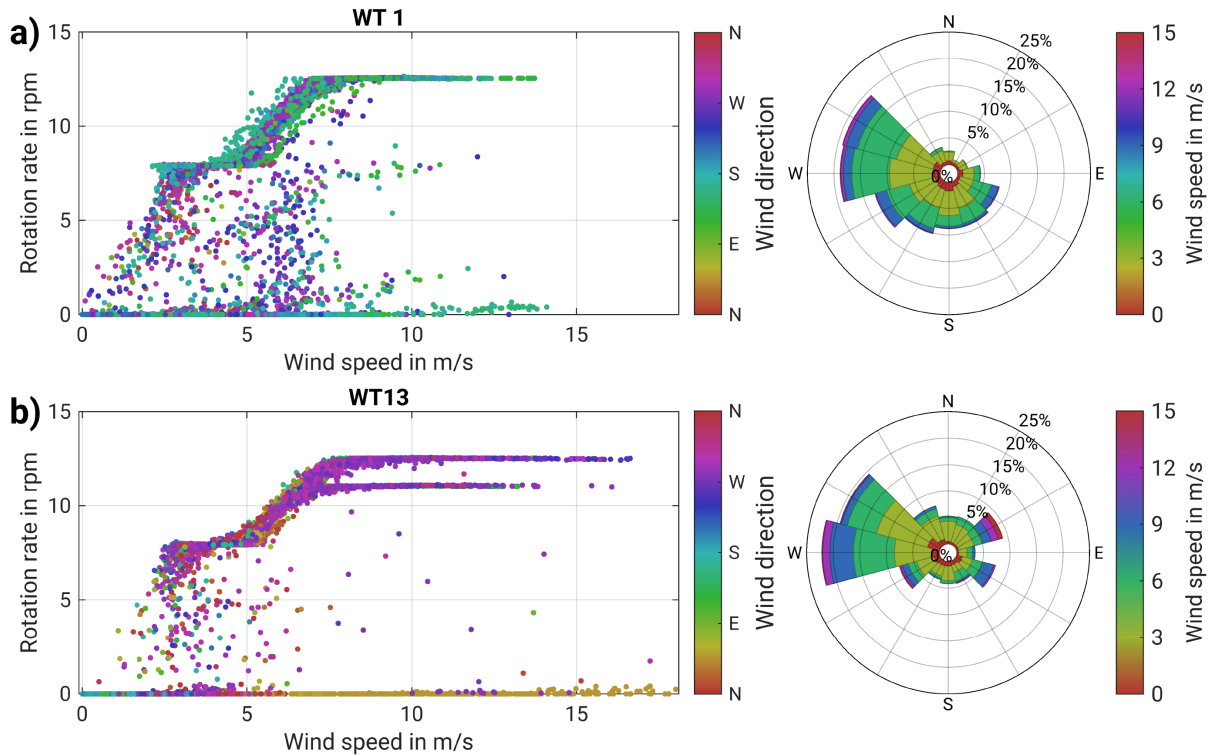 a)
WT 1
15
10
5
0
Rotation rate in rpm
0 5 10 15
Wind speed in m/s
N
W
S
E
N
Wind direction
N
25%
20%
15%
10%
5%
0%
W
E
S
15
12
9
6
3
0
Wind speed in m/s
b)
WT13
15
10
5
0
Rotation rate in rpm
0 5 10 15
Wind speed in m/s
N
W
S
E
N
Wind direction
N
25%
20%
15%
10%
5%
0%
W
E
S
15
12
9
6
3
0
Wind speed in m/s